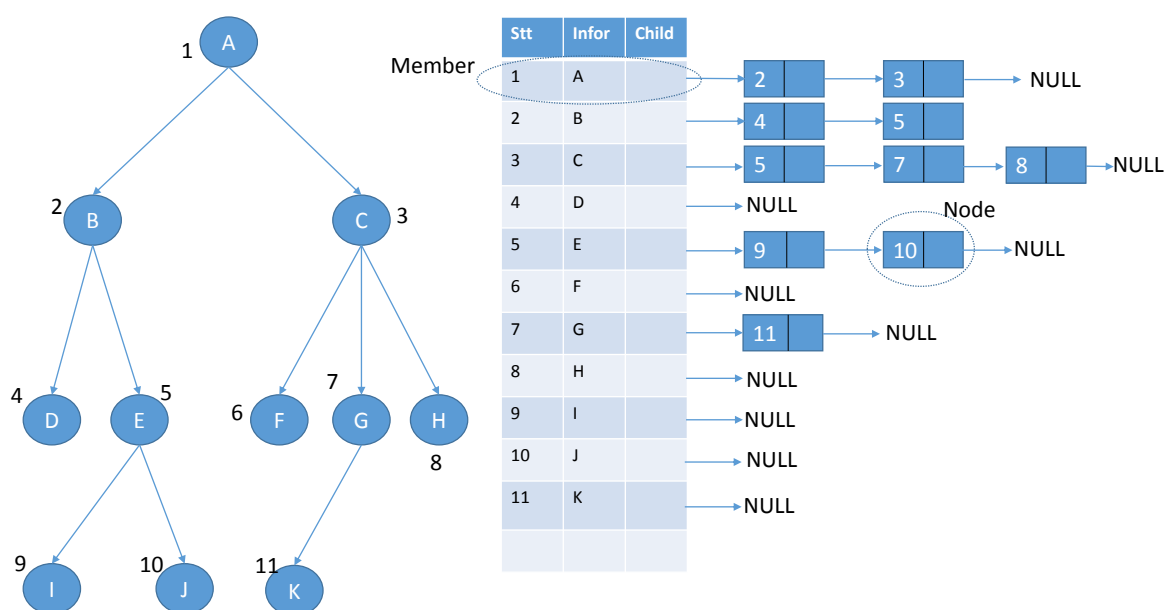 1 A
2 B
C 3
4 D
5 E
6 F
7 G
H 8
9 I
10 J
11 K
Stt Infor Child
Member
1 A 2 3 NULL
2 B 4 5
3 C 5 7 8 NULL
4 D NULL
Node
5 E 9 10 NULL
6 F NULL
7 G 11 NULL
8 H NULL
9 I NULL
10 J NULL
11 K NULL